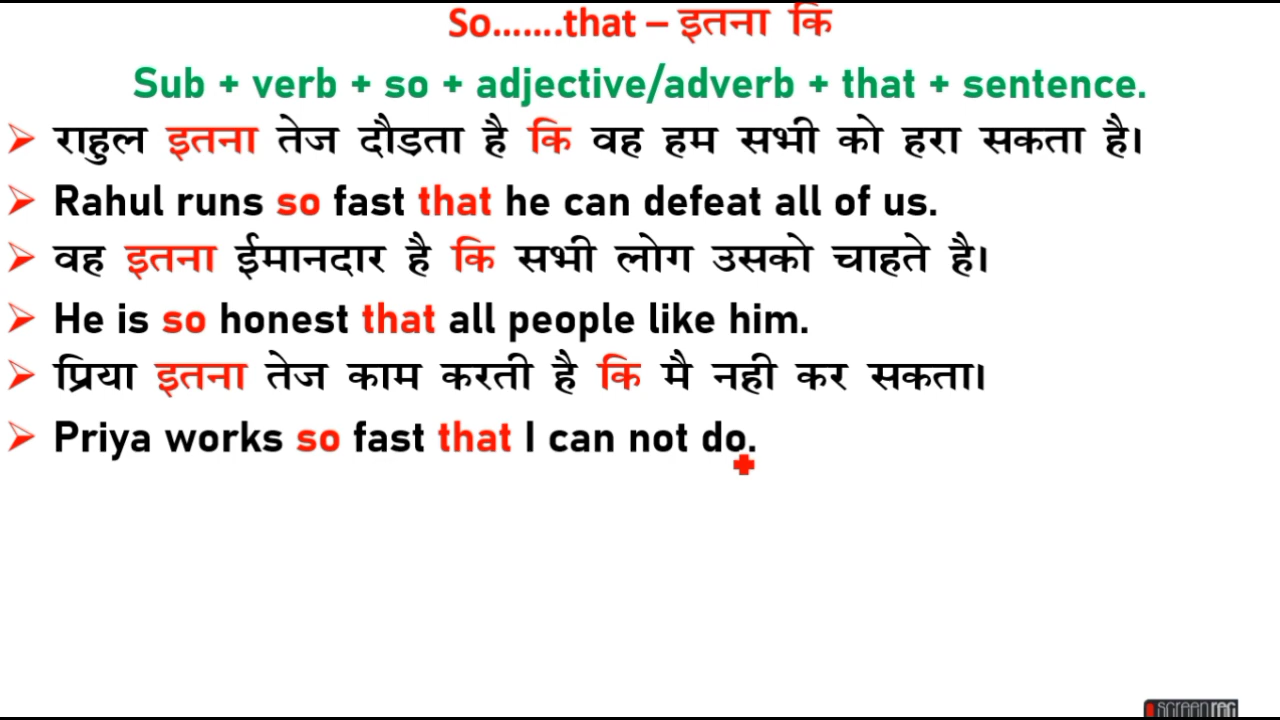 So.......that – इतना कि
Sub + verb + so + adjective/adverb + that + sentence.
➢ राहुल इतना तेज दौड़ता है कि वह हम सभी को हरा सकता है।
➢ Rahul runs so fast that he can defeat all of us.
➢ वह इतना ईमानदार है कि सभी लोग उसको चाहते है।
➢ He is so honest that all people like him.
➢ प्रिया इतना तेज काम करती है कि मै नही कर सकता।
➢ Priya works so fast that I can not do.